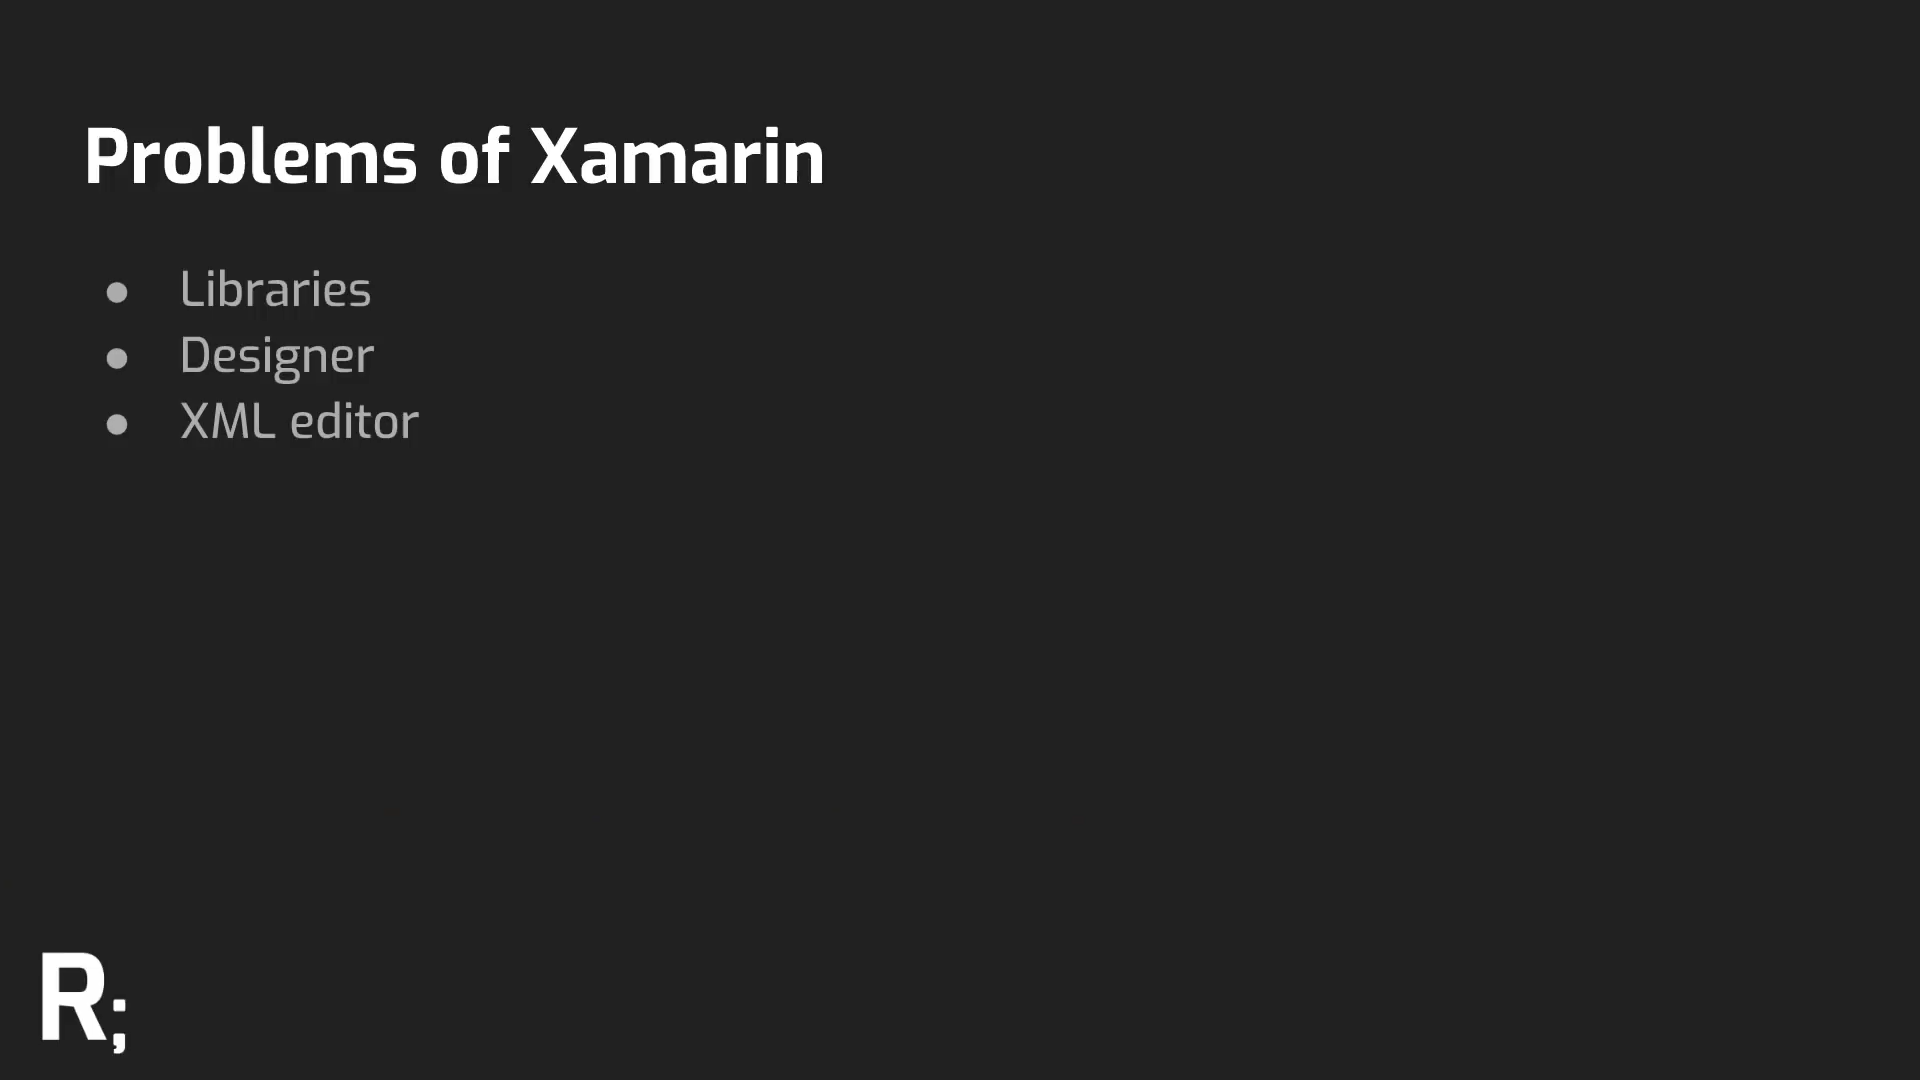 Problems of Xamarin
● Libraries
● Designer
● XML editor
R;